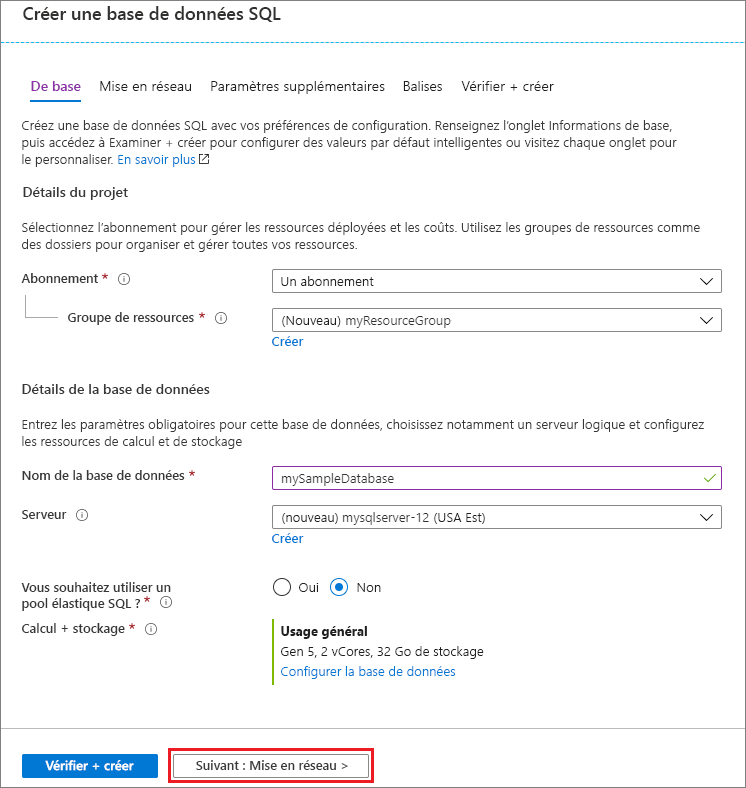 Créer une base de données SQL
De base Mise en réseau Paramètres supplémentaires Balises Vérifier + créer
Créez une base de données SQL avec vos préférences de configuration. Renseignez l'onglet Informations de base,
puis accédez à Examiner + créer pour configurer des valeurs par défaut intelligentes ou visitez chaque onglet pour
le personnaliser. En savoir plus
Détails du projet
Sélectionnez l'abonnement pour gérer les ressources déployées et les coûts. Utilisez les groupes de ressources comme
des dossiers pour organiser et gérer toutes vos ressources.
Abonnement * Un abonnement
Groupe de ressources * (Nouveau) myResourceGroup
Créer
Détails de la base de données
Entrez les paramètres obligatoires pour cette base de données, choisissez notamment un serveur logique et configurez
les ressources de calcul et de stockage
Nom de la base de données * mySampleDatabase
Serveur (nouveau) mysqlserver-12 (USA Est)
Créer
Vous souhaitez utiliser un Oui Non
pool élastique SQL ? *
Calcul + stockage * Usage général
Gen 5, 2 vCores, 32 Go de stockage
Configurer la base de données
Vérifier + créer Suivant : Mise en réseau >